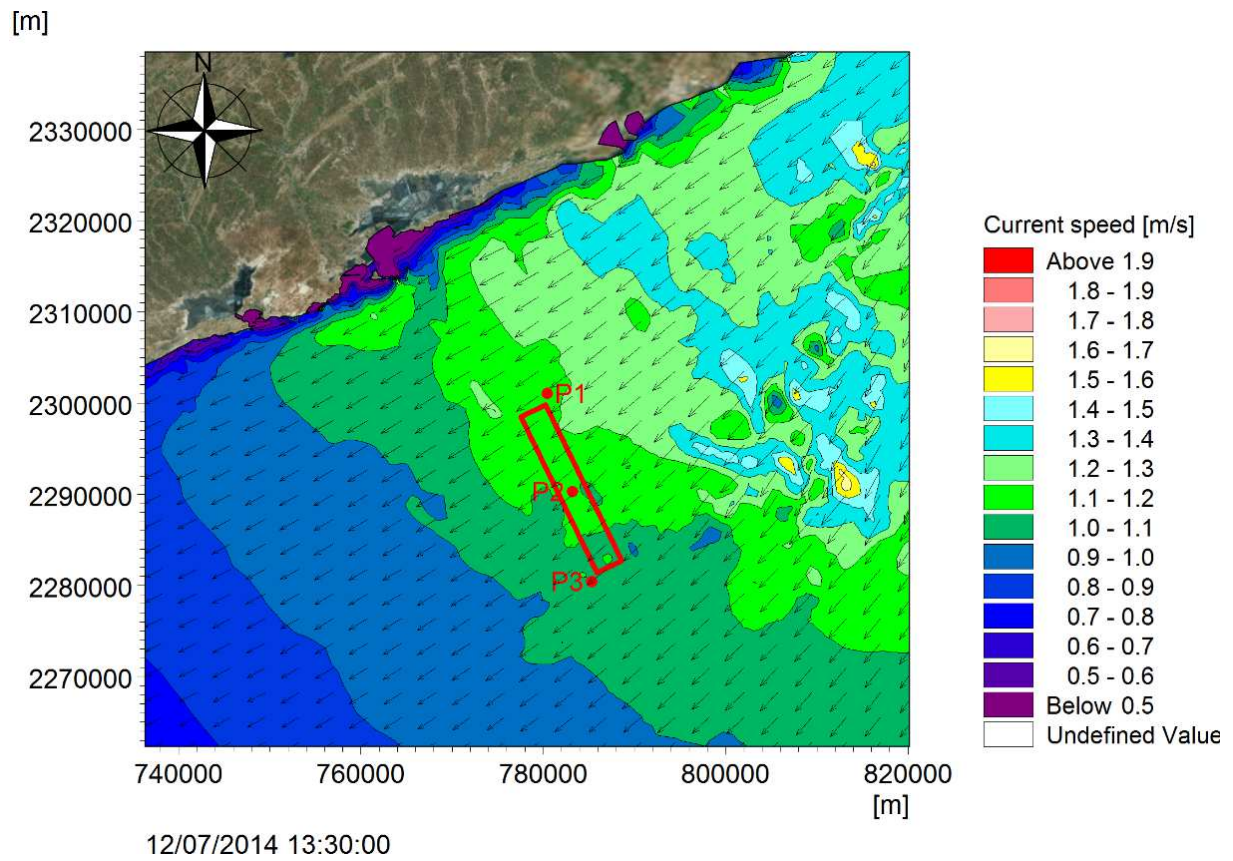 [m]
N
2330000
2320000
2310000
2300000
2290000
2280000
2270000
P1
P2
P3
740000 760000 780000 800000 820000
[m]
12/07/2014 13:30:00
Current speed [m/s]
Above 1.9
1.8 - 1.9
1.7 - 1.8
1.6 - 1.7
1.5 - 1.6
1.4 - 1.5
1.3 - 1.4
1.2 - 1.3
1.1 - 1.2
1.0 - 1.1
0.9 - 1.0
0.8 - 0.9
0.7 - 0.8
0.6 - 0.7
0.5 - 0.6
Below 0.5
Undefined Value